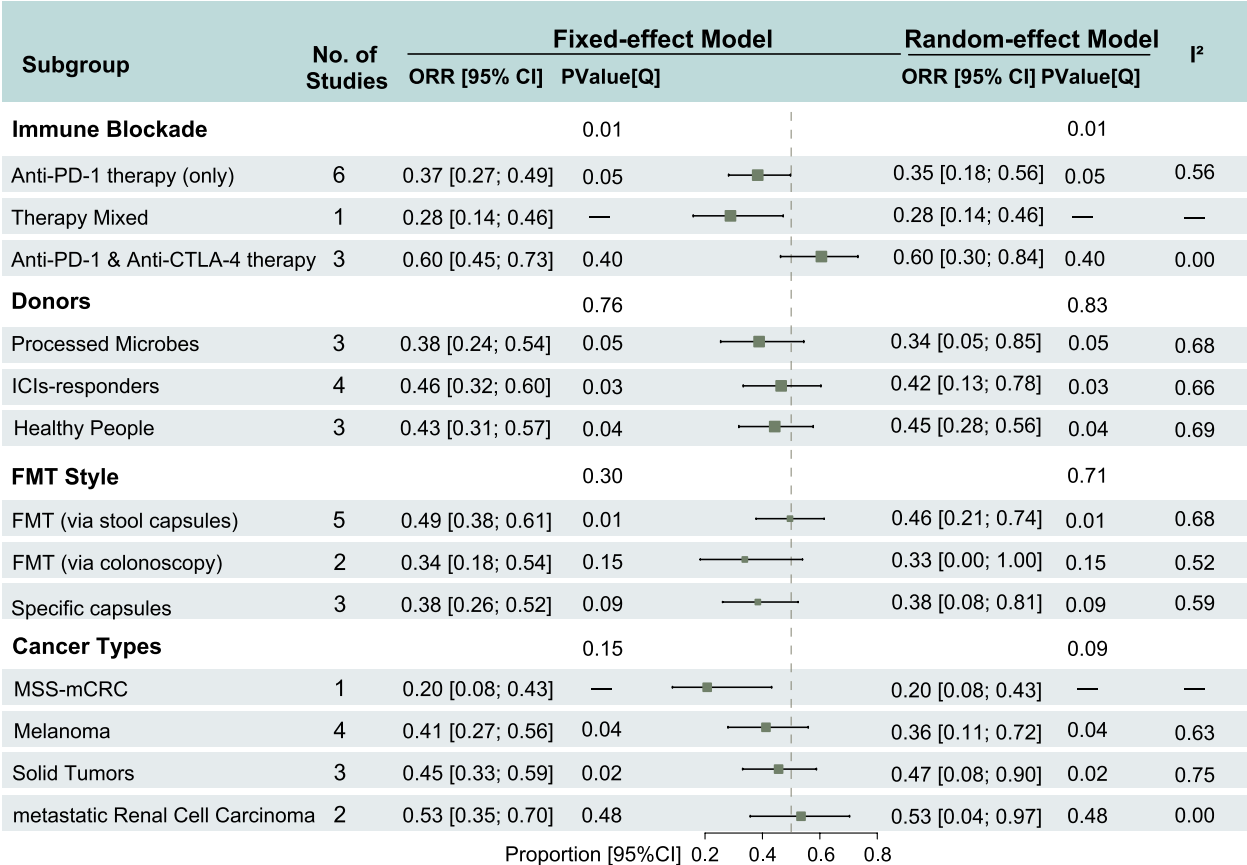 Subgroup No. of Studies Fixed-effect Model Random-effect Model I²
ORR [95% CI] PValue[Q] ORR [95% CI] PValue[Q]
Immune Blockade 0.01 0.01
Anti-PD-1 therapy (only) 6 0.37 [0.27; 0.49] 0.05 0.35 [0.18; 0.56] 0.05 0.56
Therapy Mixed 1 0.28 [0.14; 0.46] — 0.28 [0.14; 0.46] — —
Anti-PD-1 & Anti-CTLA-4 therapy 3 0.60 [0.45; 0.73] 0.40 0.60 [0.30; 0.84] 0.40 0.00
Donors 0.76 0.83
Processed Microbes 3 0.38 [0.24; 0.54] 0.05 0.34 [0.05; 0.85] 0.05 0.68
ICIs-responders 4 0.46 [0.32; 0.60] 0.03 0.42 [0.13; 0.78] 0.03 0.66
Healthy People 3 0.43 [0.31; 0.57] 0.04 0.45 [0.28; 0.56] 0.04 0.69
FMT Style 0.30 0.71
FMT (via stool capsules) 5 0.49 [0.38; 0.61] 0.01 0.46 [0.21; 0.74] 0.01 0.68
FMT (via colonoscopy) 2 0.34 [0.18; 0.54] 0.15 0.33 [0.00; 1.00] 0.15 0.52
Specific capsules 3 0.38 [0.26; 0.52] 0.09 0.38 [0.08; 0.81] 0.09 0.59
Cancer Types 0.15 0.09
MSS-mCRC 1 0.20 [0.08; 0.43] — 0.20 [0.08; 0.43] — —
Melanoma 4 0.41 [0.27; 0.56] 0.04 0.36 [0.11; 0.72] 0.04 0.63
Solid Tumors 3 0.45 [0.33; 0.59] 0.02 0.47 [0.08; 0.90] 0.02 0.75
metastatic Renal Cell Carcinoma 2 0.53 [0.35; 0.70] 0.48 0.53 [0.04; 0.97] 0.48 0.00
Proportion [95%CI] 0.2 0.4 0.6 0.8